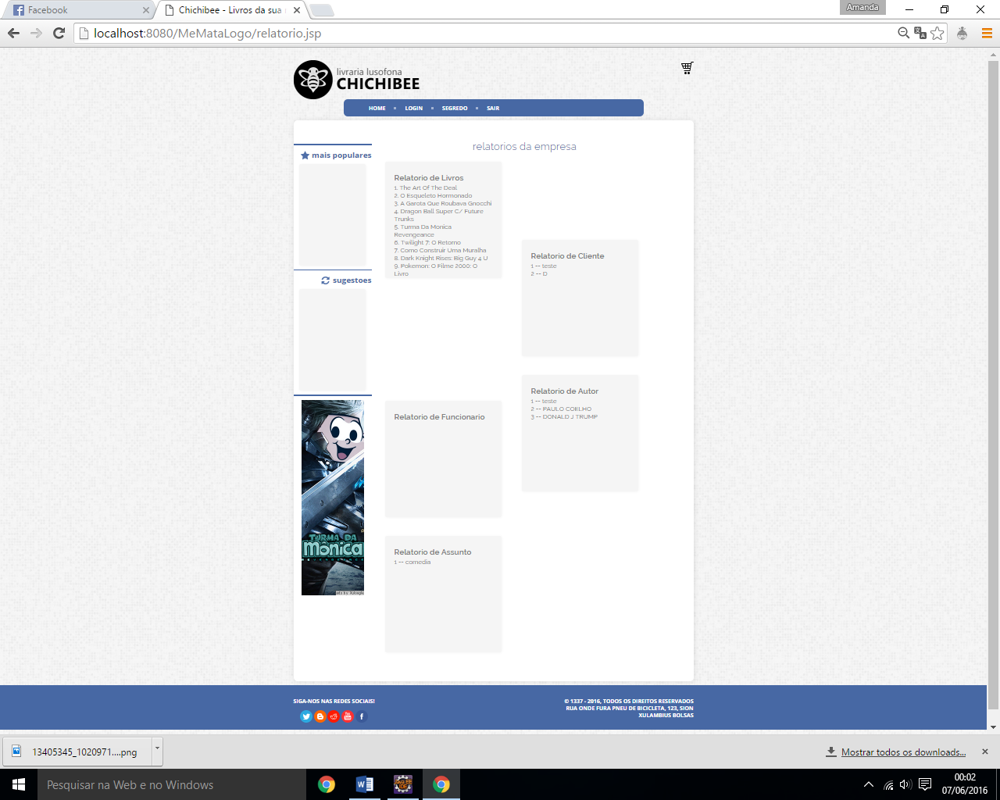 Facebook
Chichibee - Livros da sua
Amanda
localhost:8080/MeMataLogo/relatorio.jsp
livraria lusofona
CHICHIBEE
HOME
LOGIN
SEGREDO
SAIR
relatorios da empresa
mais populares
sugestoes
Relatorio de Livros
1. The Art Of The Deal
2. O Esqueleto Hormonado
3. A Garota Que Roubava Gnocchi
4. Dragon Ball Super C/ Future
Trunks
5. Turma Da Monica
Revengeance
6. Twilight 7: O Retorno
7. Como Construir Uma Muralha
8. Dark Knight Rises: Big Guy 4 U
9. Pokemon: O Filme 2000: O
Livro
Relatorio de Cliente
1 -- teste
2 -- D
Relatorio de Funcionario
Relatorio de Autor
1 -- teste
2 -- PAULO COELHO
3 -- DONALD J TRUMP
Relatorio de Assunto
1 -- comedia
TURMA DA
MÔNICA
REVENGEANCE
SIGA-NOS NAS REDES SOCIAIS!
© 1337 - 2016, TODOS OS DIREITOS RESERVADOS
RUA ONDE FURA PNEU DE BICICLETA, 123, SION
XULAMBIUS BOLSAS
13405345_1020971....png
Mostrar todos os downloads...
Pesquisar na Web e no Windows
00:02
07/06/2016